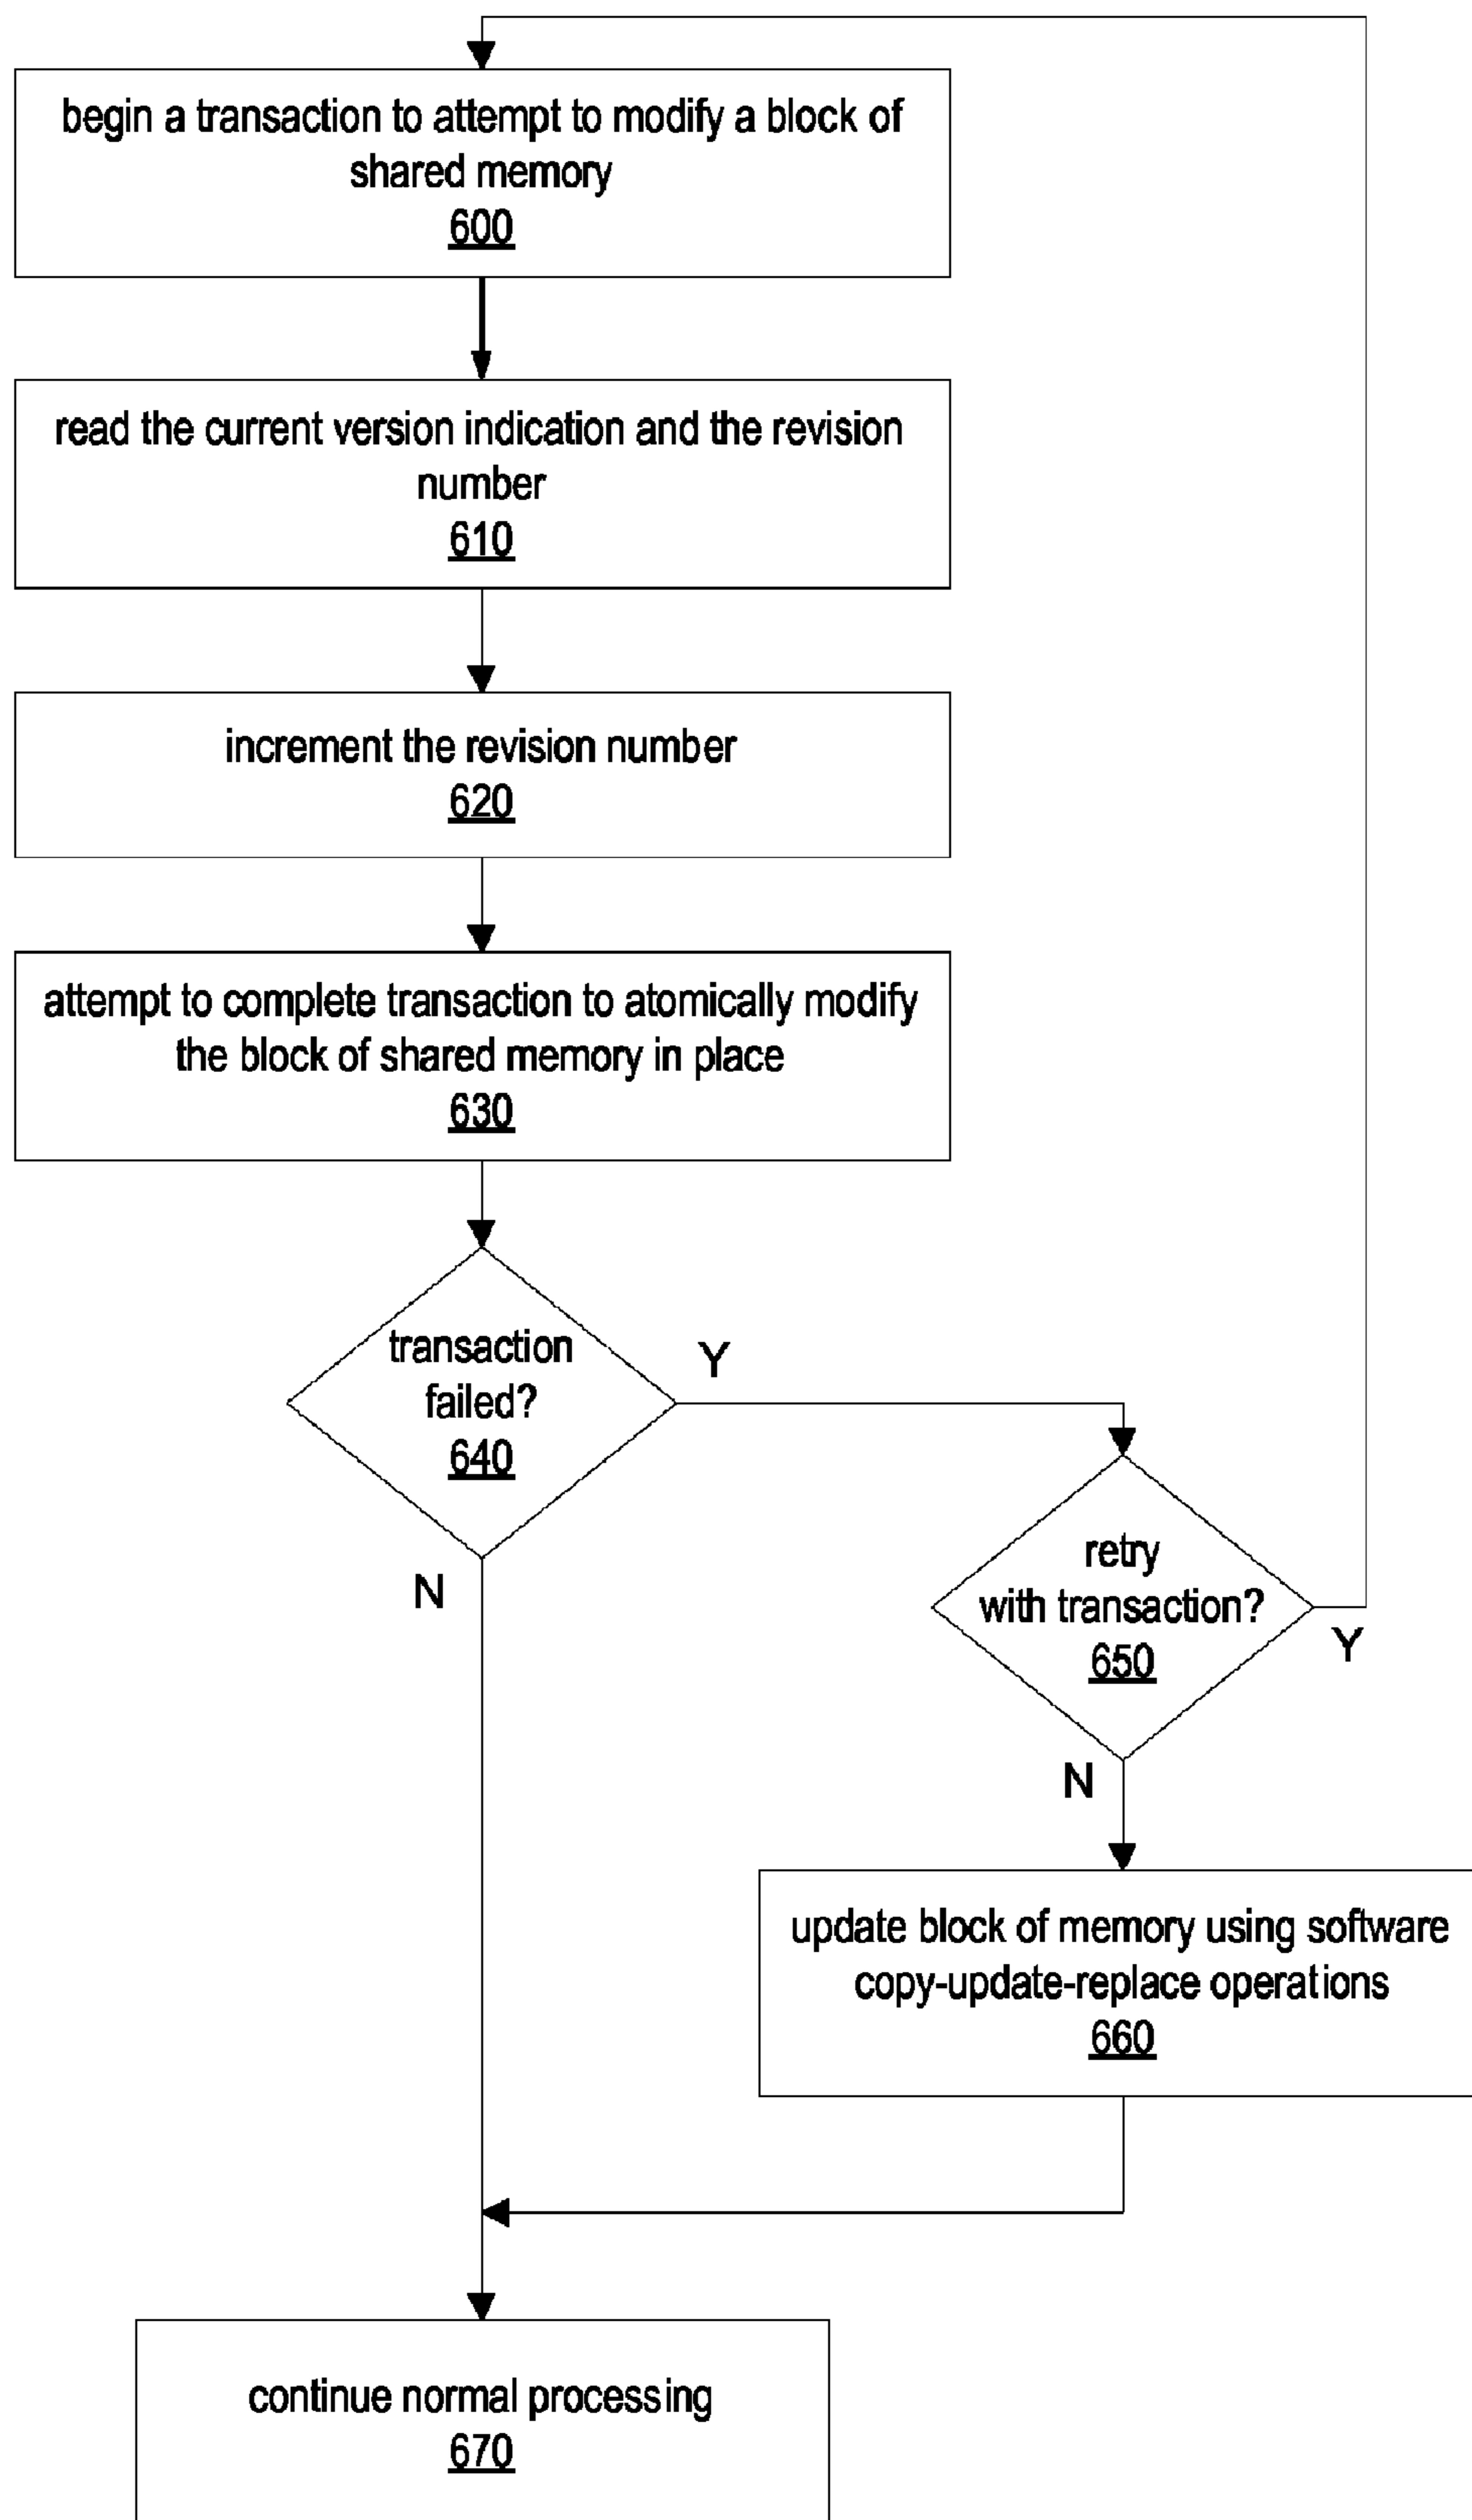 begin a transaction to attempt to modify a block of
shared memory
600
read the current version indication and the revision
number
610
increment the revision number
620
attempt to complete transaction to atomically modify
the block of shared memory in place
630
transaction
failed?
640
Y
N
retry
with transaction?
650
Y
N
update block of memory using software
copy-update-replace operations
660
continue normal processing
670